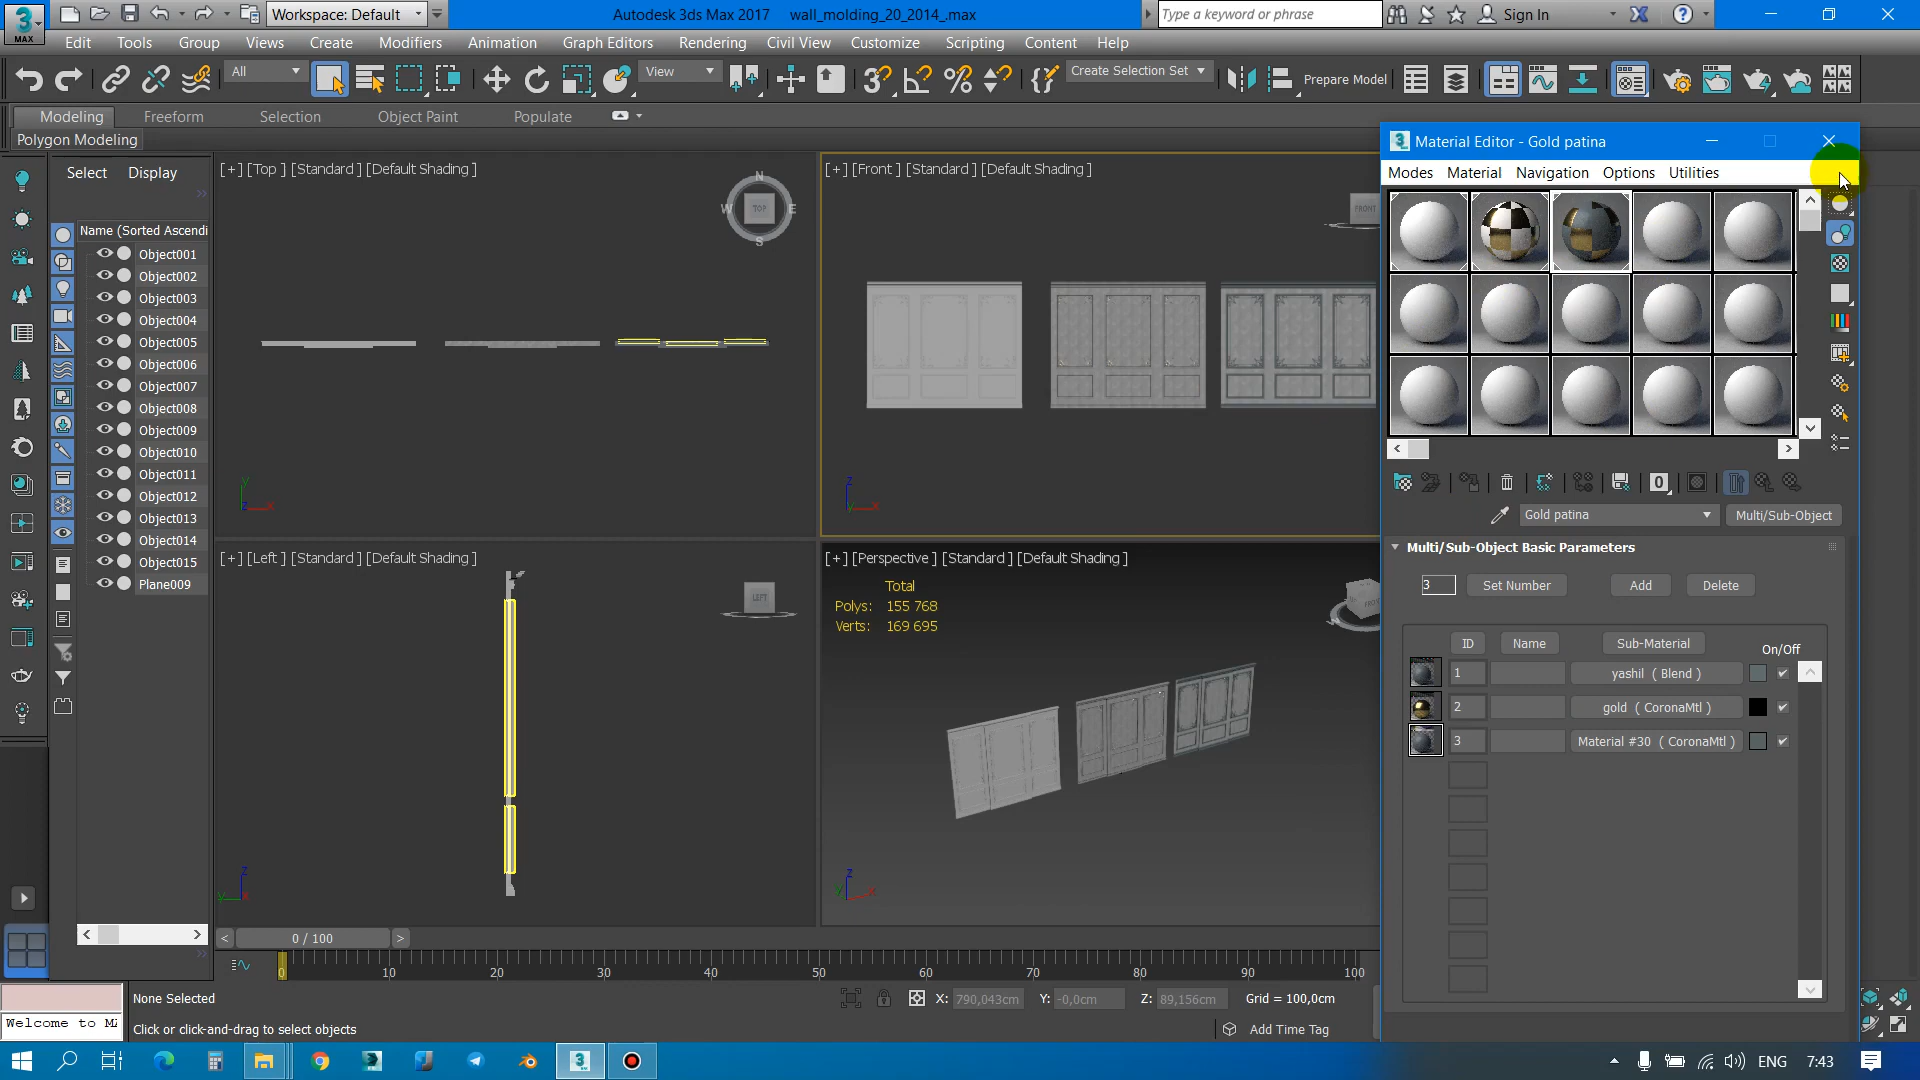 3 MAX
Workspace: Default
Autodesk 3ds Max 2017 wall_molding_20_2014_.max
Type a keyword or phrase
Sign In
Edit Tools Group Views Create Modifiers Animation Graph Editors Rendering Civil View Customize Scripting Content Help
All
View
Create Selection Set
Prepare Model
Modeling Freeform Selection Object Paint Populate
Polygon Modeling
Select Display
Name (Sorted Ascendi
Object001
Object002
Object003
Object004
Object005
Object006
Object007
Object008
Object009
Object010
Object011
Object012
Object013
Object014
Object015
Plane009
[+] [Top ] [Standard ] [Default Shading ]
N
W TOP E
S
y
z x
[+] [Front ] [Standard ] [Default Shading ]
FRONT
z
x
[+] [Left ] [Standard ] [Default Shading ]
LEFT
z
y x
[+] [Perspective ] [Standard ] [Default Shading ]
Total
Polys: 155 768
Verts: 169 695
z
y x
Material Editor - Gold patina
Modes Material Navigation Options Utilities
0
Gold patina
Multi/Sub-Object
Multi/Sub-Object Basic Parameters
3 Set Number Add Delete
ID Name Sub-Material On/Off
1 yashil ( Blend )
2 gold ( CoronaMtl )
3 Material #30 ( CoronaMtl )
< 0 / 100 >
0 10 20 30 40 50 60 70 80 90 100
None Selected
X: 790,043cm Y: -0,0cm Z: 89,156cm Grid = 100,0cm
Welcome to MA
Click or click-and-drag to select objects
Add Time Tag
ENG 7:43